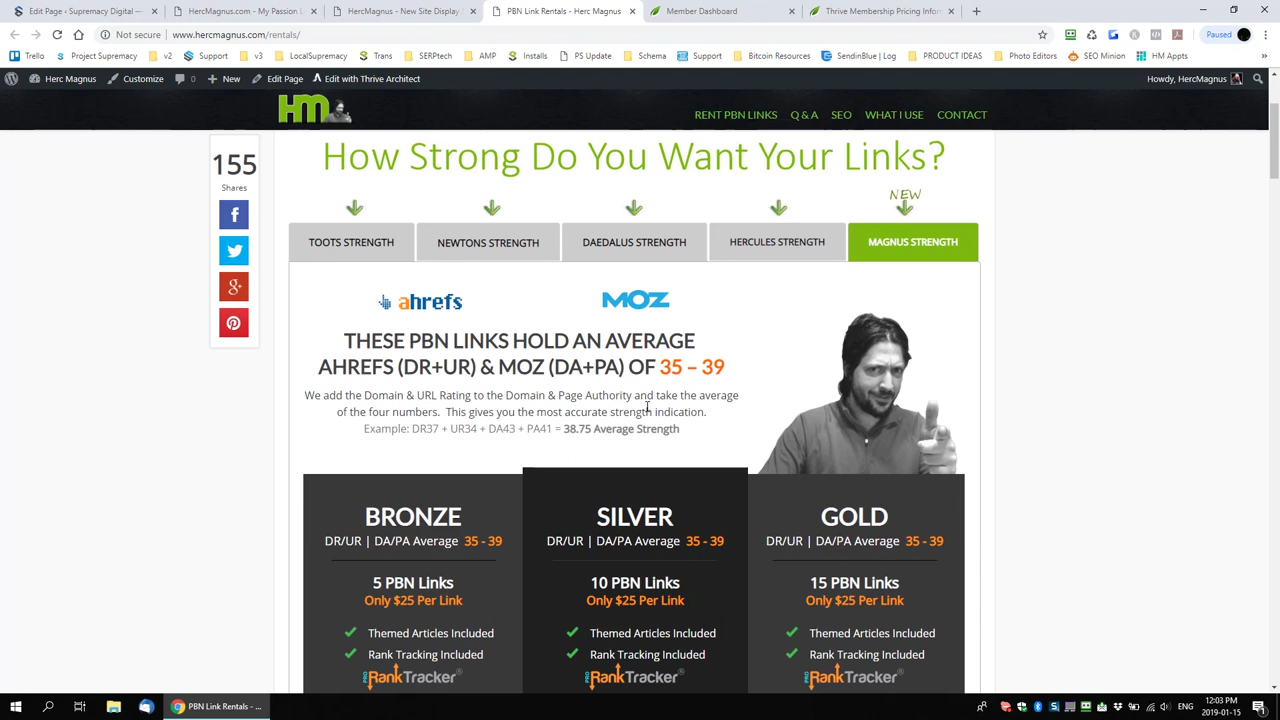 Edit Page - Supremacy Digital —
HercMagnus.com - My Passion L
HercMagnus - New Site Display
PBN Link Rentals - Herc Magnus
Member Dashboard
Thrive Membership Pricing Infor
Not secure
www.hercmagnus.com/rentals/
Paused
Trello
Project Supremacy
v2
Support
v3
LocalSupremacy
Trans
SERPtech
AMP
Installs
PS Update
Schema
Support
Bitcoin Resources
SendinBlue | Log In
PRODUCT IDEAS
Photo Editors
SEO Minion
HM Appts
Herc Magnus
Customize
0
New
Edit Page
Edit with Thrive Architect
Howdy, HercMagnus
HM
RENT PBN LINKS
Q & A
SEO
WHAT I USE
CONTACT
155
Shares
How Strong Do You Want Your Links?
NEW
TOOTS STRENGTH
NEWTONS STRENGTH
DAEDALUS STRENGTH
HERCULES STRENGTH
MAGNUS STRENGTH
ahrefs
MOZ
THESE PBN LINKS HOLD AN AVERAGE
AHREFS (DR+UR) & MOZ (DA+PA) OF 35 – 39
We add the Domain & URL Rating to the Domain & Page Authority and take the average
of the four numbers. This gives you the most accurate strength indication.
Example: DR37 + UR34 + DA43 + PA41 = 38.75 Average Strength
BRONZE
DR/UR | DA/PA Average 35 - 39
5 PBN Links
Only $25 Per Link
Themed Articles Included
Rank Tracking Included
PRO RankTracker®
SILVER
DR/UR | DA/PA Average 35 - 39
10 PBN Links
Only $25 Per Link
Themed Articles Included
Rank Tracking Included
PRO RankTracker®
GOLD
DR/UR | DA/PA Average 35 - 39
15 PBN Links
Only $25 Per Link
Themed Articles Included
Rank Tracking Included
PRO RankTracker®
PBN Link Rentals - ...
ENG
12:03 PM
2019-01-15